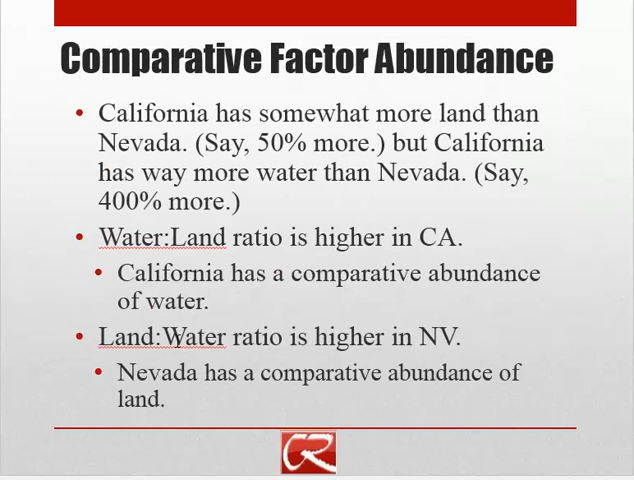 Comparative Factor Abundance
• California has somewhat more land than
Nevada. (Say, 50% more.) but California
has way more water than Nevada. (Say,
400% more.)
• Water:Land ratio is higher in CA.
• California has a comparative abundance
of water.
• Land:Water ratio is higher in NV.
• Nevada has a comparative abundance of
land.
CR